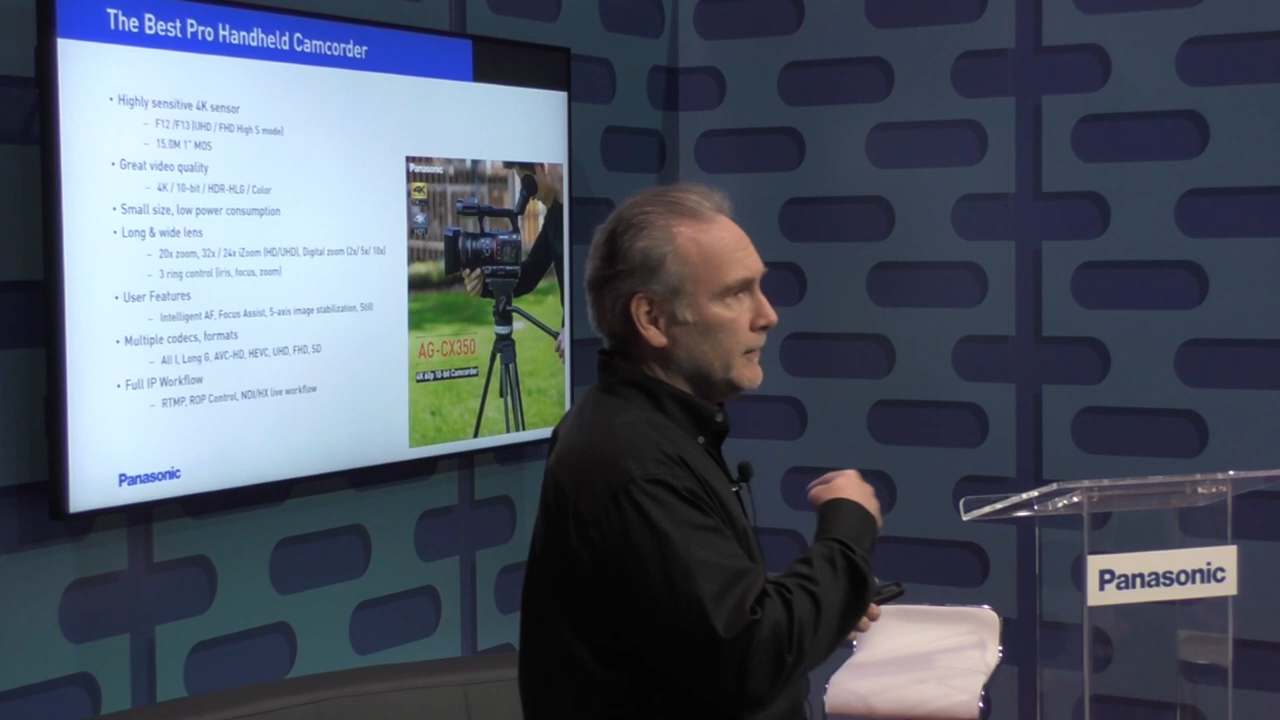 The Best Pro Handheld Camcorder
• Highly sensitive 4K sensor
– F12 /F13 (UHD / FHD High S mode)
– 15.0M 1" MOS
• Great video quality
– 4K / 10-bit / HDR-HLG / Color
• Small size, low power consumption
• Long & wide lens
– 20x zoom, 32x / 24x iZoom (HD/UHD), Digital zoom (2x/ 5x/ 10x)
– 3 ring control (iris, focus, zoom)
• User Features
– Intelligent AF, Focus Assist, 5-axis image stabilization, Still
• Multiple codecs, formats
– All I, Long G, AVC-HD, HEVC, UHD, FHD, SD
• Full IP Workflow
– RTMP, ROP Control, NDI/HX live workflow
Panasonic
Panasonic
4K
4K
AG-CX350
4K 60p 10-bit Camcorder
Panasonic